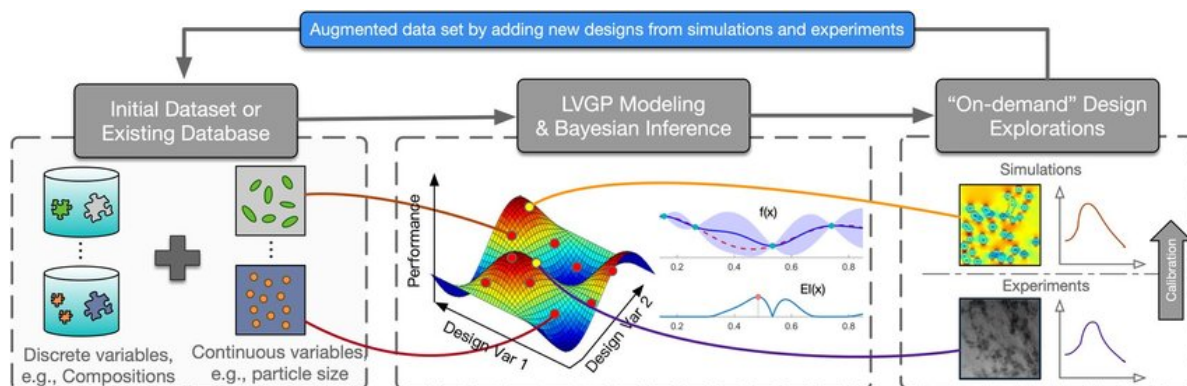 Augmented data set by adding new designs from simulations and experiments
Initial Dataset or
Existing Database
LVGP Modeling
& Bayesian Inference
“On-demand” Design
Explorations
Discrete variables,
e.g., Compositions
Continuous variables
e.g., particle size
Performance
Design Var 1
Design Var 2
f(x)
0.2 0.4 0.6 0.8
EI(x)
0.2 0.4 0.6 0.8
Simulations
Experiments
Calibration